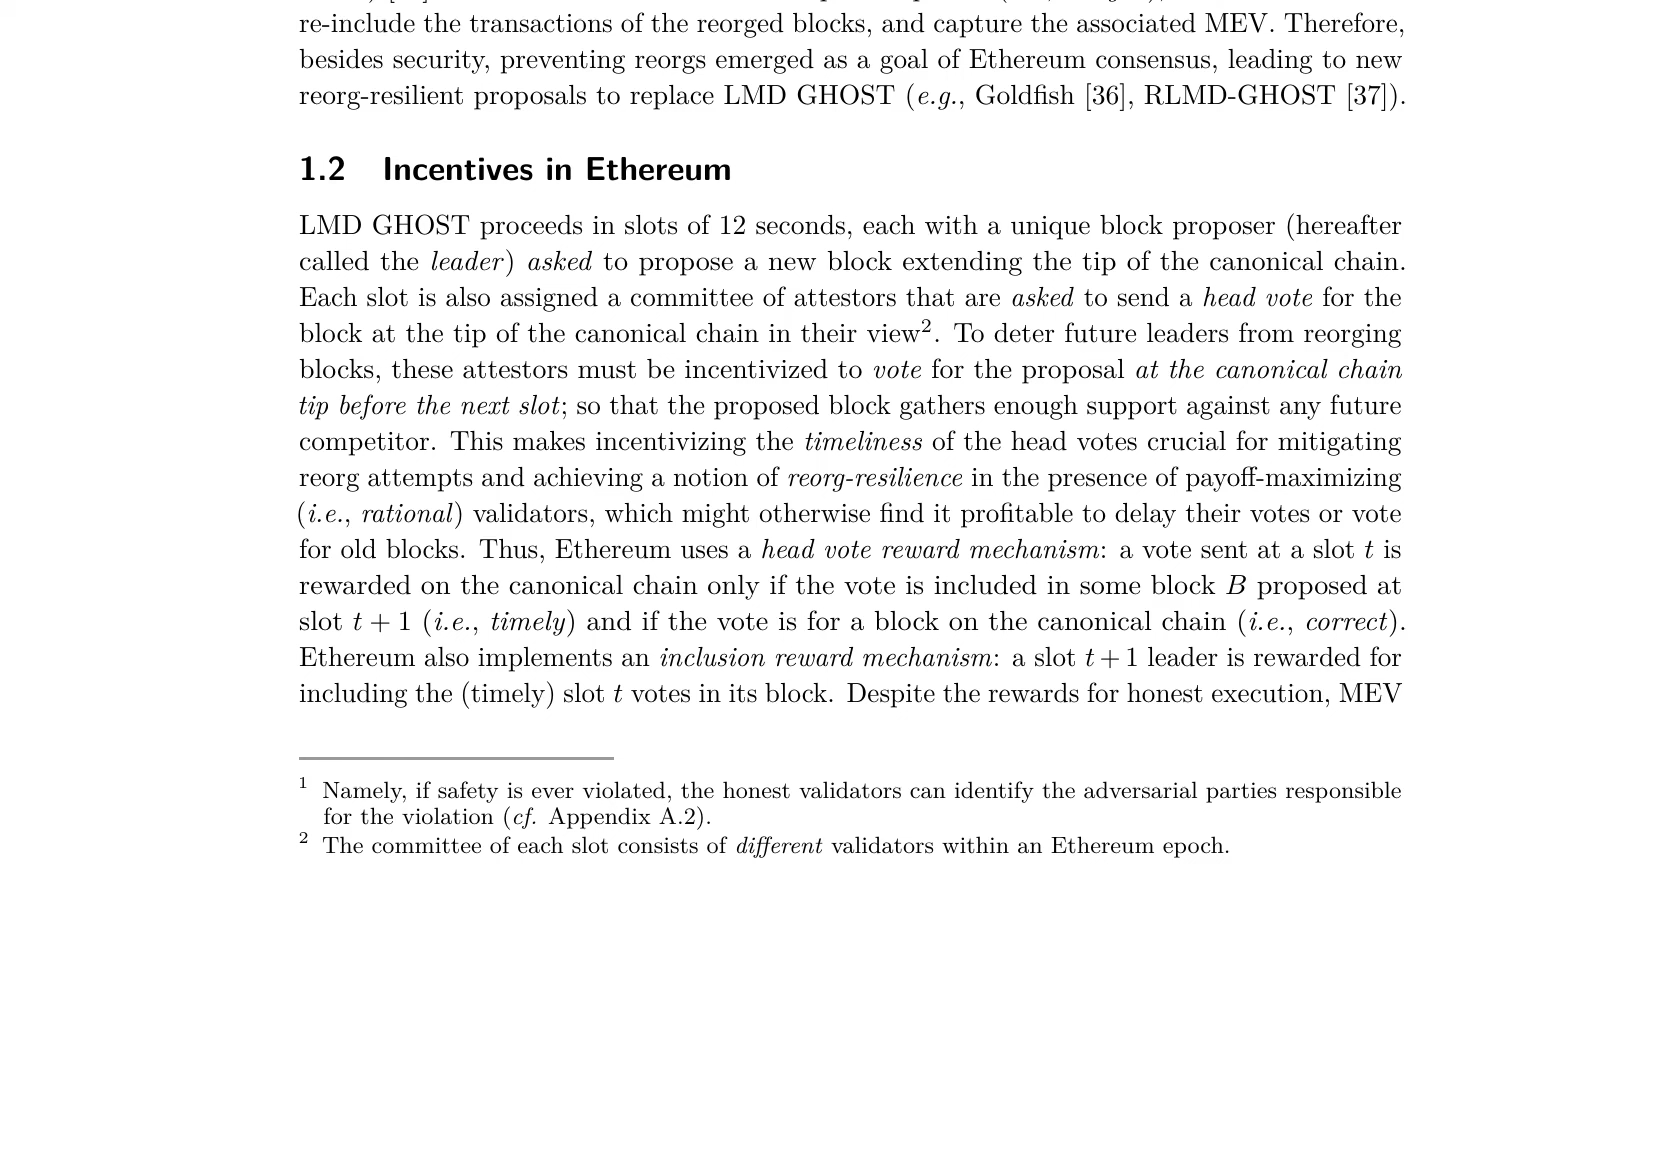 re-include the transactions of the reorged blocks, and capture the associated MEV. Therefore,
besides security, preventing reorgs emerged as a goal of Ethereum consensus, leading to new
reorg-resilient proposals to replace LMD GHOST (e.g., Goldfish [36], RLMD-GHOST [37]).
1.2 Incentives in Ethereum
LMD GHOST proceeds in slots of 12 seconds, each with a unique block proposer (hereafter
called the leader) asked to propose a new block extending the tip of the canonical chain.
Each slot is also assigned a committee of attestors that are asked to send a head vote for the
block at the tip of the canonical chain in their view². To deter future leaders from reorging
blocks, these attestors must be incentivized to vote for the proposal at the canonical chain
tip before the next slot; so that the proposed block gathers enough support against any future
competitor. This makes incentivizing the timeliness of the head votes crucial for mitigating
reorg attempts and achieving a notion of reorg-resilience in the presence of payoff-maximizing
(i.e., rational) validators, which might otherwise find it profitable to delay their votes or vote
for old blocks. Thus, Ethereum uses a head vote reward mechanism: a vote sent at a slot t is
rewarded on the canonical chain only if the vote is included in some block B proposed at
slot t + 1 (i.e., timely) and if the vote is for a block on the canonical chain (i.e., correct).
Ethereum also implements an inclusion reward mechanism: a slot t + 1 leader is rewarded for
including the (timely) slot t votes in its block. Despite the rewards for honest execution, MEV
¹ Namely, if safety is ever violated, the honest validators can identify the adversarial parties responsible
for the violation (cf. Appendix A.2).
² The committee of each slot consists of different validators within an Ethereum epoch.